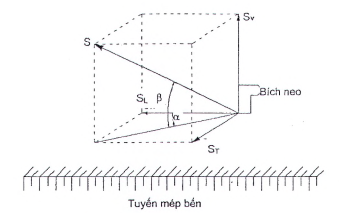 Sv
S
Bích neo
β
SL
α
ST
Tuyến mép bến